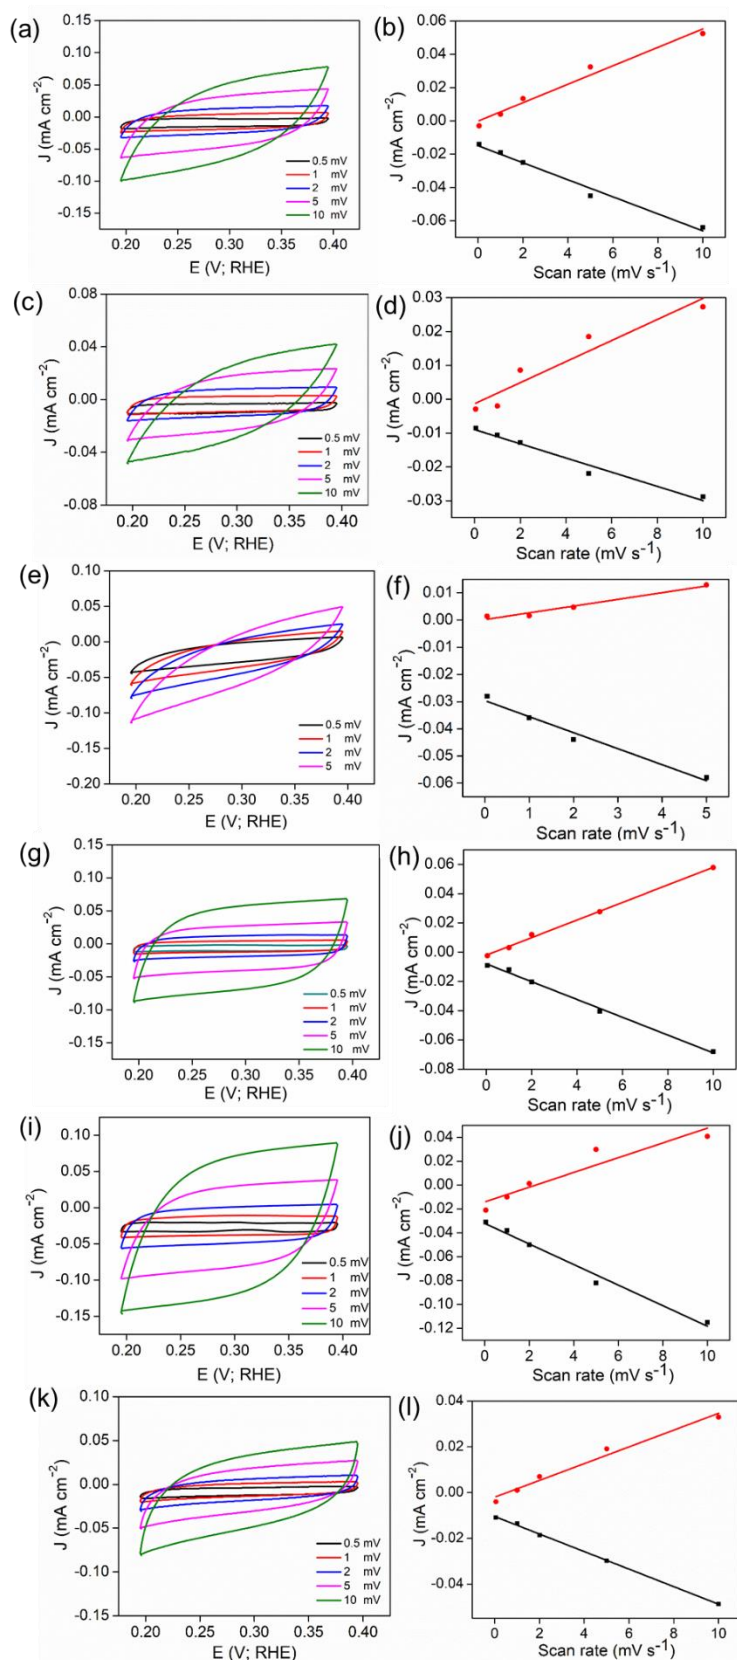 (a)
J (mA cm⁻²)
0.15
0.10
0.05
0.00
-0.05
-0.10
-0.15
0.5 mV
1 mV
2 mV
5 mV
10 mV
0.20 0.25 0.30 0.35 0.40
E (V; RHE)
(b)
J (mA cm⁻²)
0.06
0.04
0.02
0.00
-0.02
-0.04
-0.06
0 2 4 6 8 10
Scan rate (mV s⁻¹)
(c)
J (mA cm⁻²)
0.08
0.04
0.00
-0.04
-0.08
0.5 mV
1 mV
2 mV
5 mV
10 mV
0.20 0.25 0.30 0.35 0.40
E (V; RHE)
(d)
J (mA cm⁻²)
0.03
0.02
0.01
0.00
-0.01
-0.02
-0.03
0 2 4 6 8 10
Scan rate (mV s⁻¹)
(e)
J (mA cm⁻²)
0.10
0.05
0.00
-0.05
-0.10
-0.15
-0.20
0.5 mV
1 mV
2 mV
5 mV
0.20 0.25 0.30 0.35 0.40
E (V; RHE)
(f)
J (mA cm⁻²)
0.01
0.00
-0.03
-0.04
-0.05
-0.06
0 1 2 3 4 5
Scan rate (mV s⁻¹)
(g)
J (mA cm⁻²)
0.15
0.10
0.05
0.00
-0.05
-0.10
-0.15
0.5 mV
1 mV
2 mV
5 mV
10 mV
0.20 0.25 0.30 0.35 0.40
E (V; RHE)
(h)
J (mA cm⁻²)
0.06
0.04
0.02
0.00
-0.02
-0.04
-0.06
-0.08
0 2 4 6 8 10
Scan rate (mV s⁻¹)
(i)
J (mA cm⁻²)
0.10
0.05
0.00
-0.05
-0.10
-0.15
0.5 mV
1 mV
2 mV
5 mV
10 mV
0.20 0.25 0.30 0.35 0.40
E (V; RHE)
(j)
J (mA cm⁻²)
0.04
0.02
0.00
-0.02
-0.04
-0.06
-0.08
-0.10
-0.12
0 2 4 6 8 10
Scan rate (mV s⁻¹)
(k)
J (mA cm⁻²)
0.10
0.05
0.00
-0.05
-0.10
-0.15
0.5 mV
1 mV
2 mV
5 mV
10 mV
0.20 0.25 0.30 0.35 0.40
E (V; RHE)
(l)
J (mA cm⁻²)
0.04
0.02
0.00
-0.04
0 2 4 6 8 10
Scan rate (mV s⁻¹)